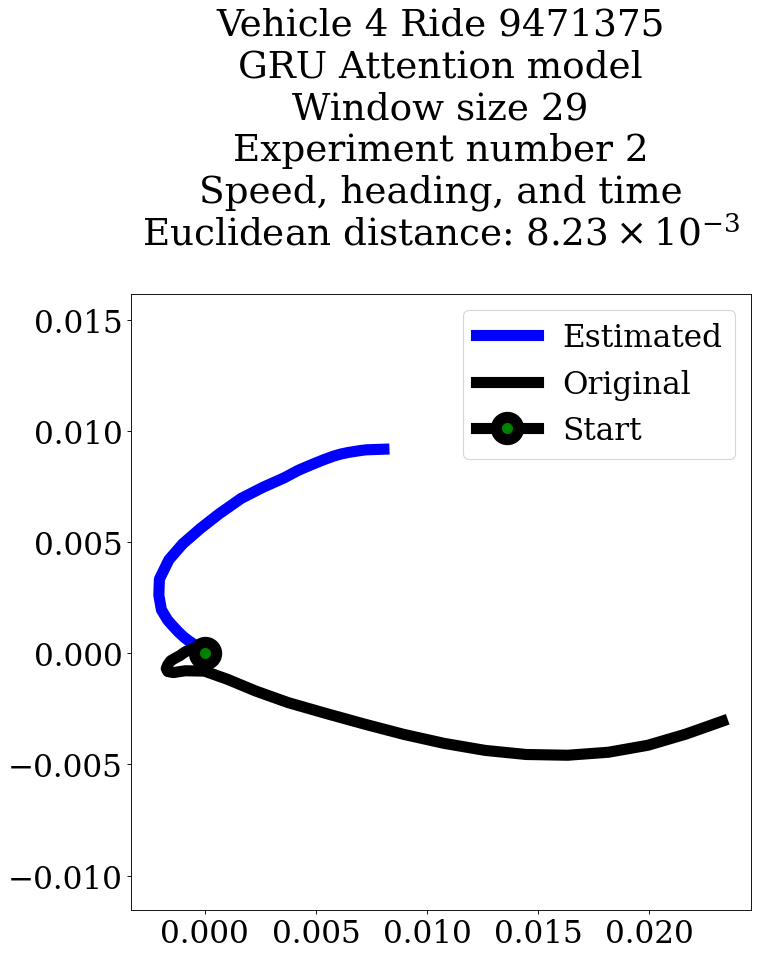 Vehicle 4 Ride 9471375
GRU Attention model
Window size 29
Experiment number 2
Speed, heading, and time
Euclidean distance: 8.23 × 10⁻³
Estimated
Original
Start
0.015
0.010
0.005
0.000
−0.005
−0.010
0.000 0.005 0.010 0.015 0.020